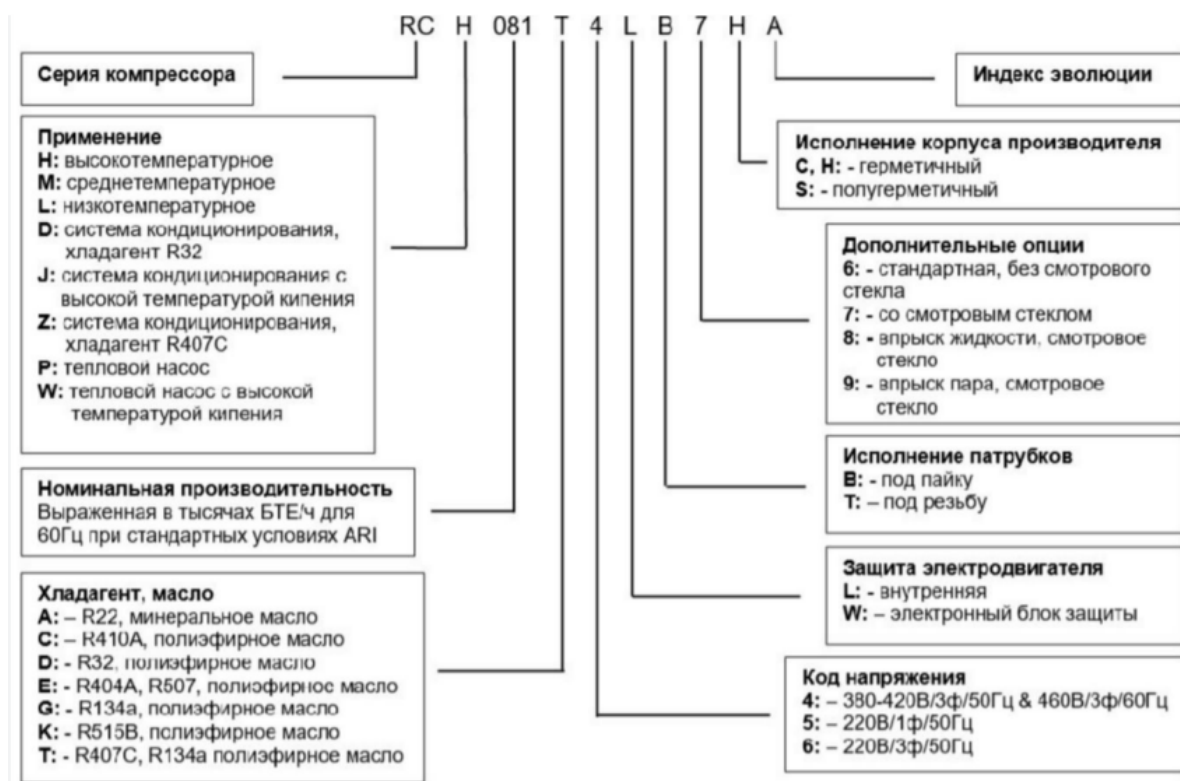 RC H 081 T 4 L B 7 H A
Серия компрессора
Применение
H: высокотемпературное
M: среднетемпературное
L: низкотемпературное
D: система кондиционирования,
хладагент R32
J: система кондиционирования с
высокой температурой кипения
Z: система кондиционирования,
хладагент R407C
P: тепловой насос
W: тепловой насос с высокой
температурой кипения
Номинальная производительность
Выраженная в тысячах БТЕ/ч для
60Гц при стандартных условиях ARI
Хладагент, масло
A: – R22, минеральное масло
C: – R410A, полиэфирное масло
D: - R32, полиэфирное масло
E: - R404A, R507, полиэфирное масло
G: - R134a, полиэфирное масло
K: - R515B, полиэфирное масло
T: - R407C, R134a полиэфирное масло
Индекс эволюции
Исполнение корпуса производителя
C, H: - герметичный
S: - полугерметичный
Дополнительные опции
6: - стандартная, без смотрового
стекла
7: - со смотровым стеклом
8: - впрыск жидкости, смотровое
стекло
9: - впрыск пара, смотровое
стекло
Исполнение патрубков
B: - под пайку
T: – под резьбу
Защита электродвигателя
L: - внутренняя
W: – электронный блок защиты
Код напряжения
4: – 380-420В/3ф/50Гц & 460В/3ф/60Гц
5: – 220В/1ф/50Гц
6: – 220В/3ф/50Гц